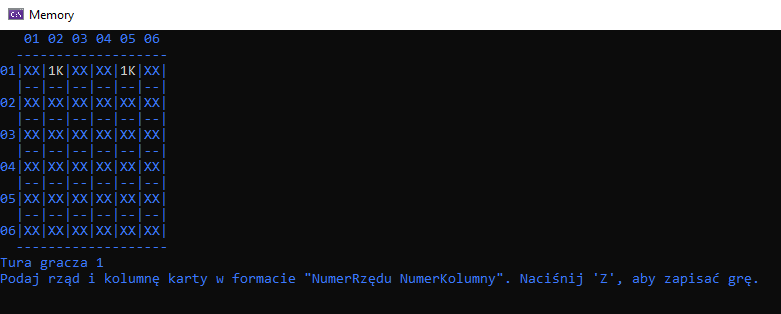 Memory
01 02 03 04 05 06
-------------------
01|XX|1K|XX|XX|1K|XX|
|--|--|--|--|--|--|
02|XX|XX|XX|XX|XX|XX|
|--|--|--|--|--|--|
03|XX|XX|XX|XX|XX|XX|
|--|--|--|--|--|--|
04|XX|XX|XX|XX|XX|XX|
|--|--|--|--|--|--|
05|XX|XX|XX|XX|XX|XX|
|--|--|--|--|--|--|
06|XX|XX|XX|XX|XX|XX|
-------------------
Tura gracza 1
Podaj rząd i kolumnę karty w formacie "NumerRzędu NumerKolumny". Naciśnij 'Z', aby zapisać grę.